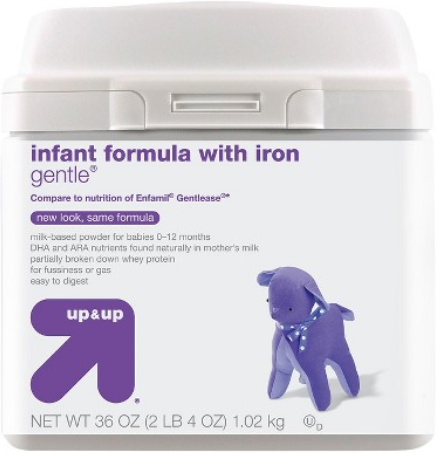 infant formula with iron
gentle®
Compare to nutrition of Enfamil® Gentlease®*
new look, same formula
milk-based powder for babies 0–12 months
DHA and ARA nutrients found naturally in mother's milk
partially broken down whey protein
for fussiness or gas
easy to digest
up&up®
NET WT 36 OZ (2 LB 4 OZ) 1.02 kg ⓊD